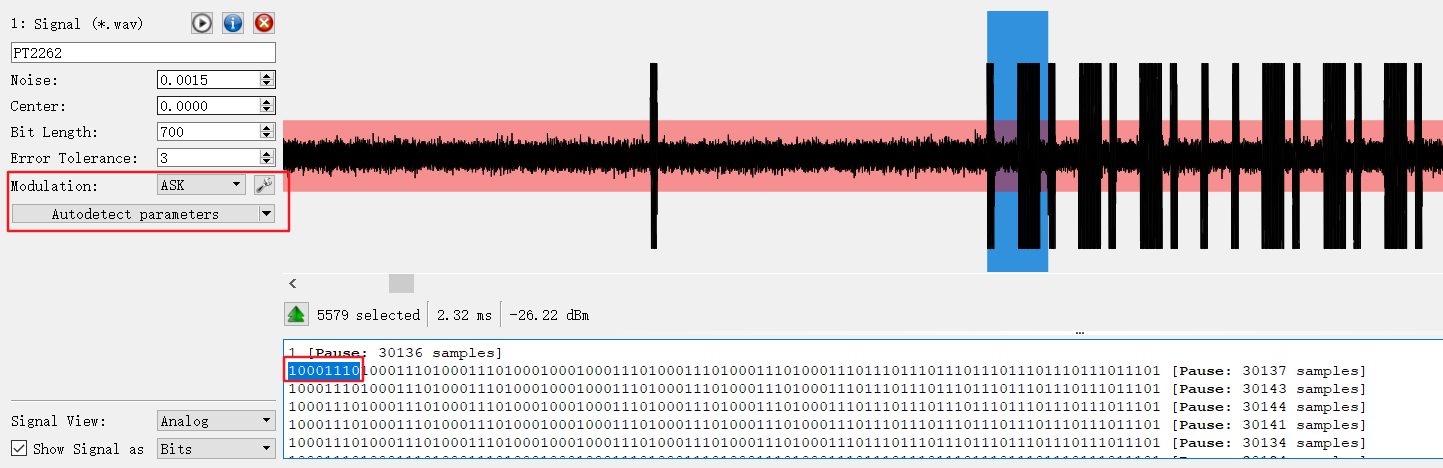 1: Signal (*.wav)
PT2262
Noise: 0.0015
Center: 0.0000
Bit Length: 700
Error Tolerance: 3
Modulation: ASK
Autodetect parameters
5579 selected 2.32 ms -26.22 dBm
1 [Pause: 30136 samples]
1000111010001110100011101000100010001110100011101000111010001110111011101110111011101110111011101 [Pause: 30137 samples]
1000111010001110100011101000100010001110100011101000111010001110111011101110111011101110111011101 [Pause: 30143 samples]
1000111010001110100011101000100010001110100011101000111010001110111011101110111011101110111011101 [Pause: 30144 samples]
1000111010001110100011101000100010001110100011101000111010001110111011101110111011101110111011101 [Pause: 30141 samples]
1000111010001110100011101000100010001110100011101000111010001110111011101110111011101110111011101 [Pause: 30134 samples]
Signal View: Analog
Show Signal as Bits